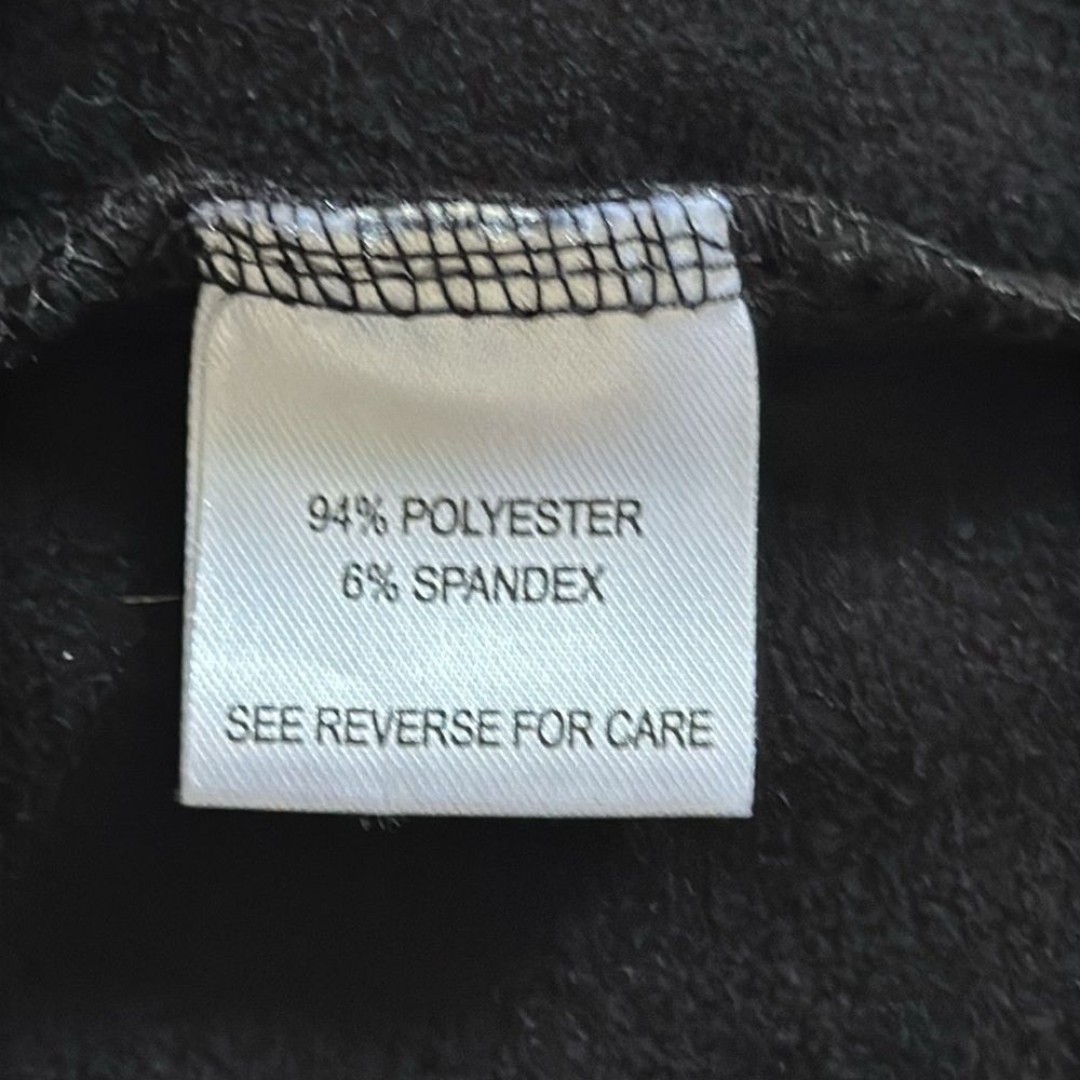 94% POLYESTER
6% SPANDEX
SEE REVERSE FOR CARE